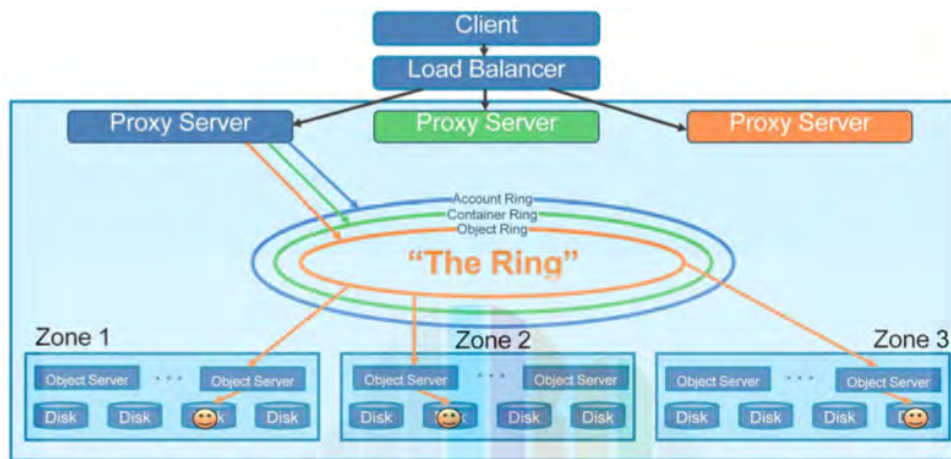 Client
Load Balancer
Proxy Server Proxy Server Proxy Server
Account Ring
Container Ring
Object Ring
“The Ring”
Zone 1 Zone 2 Zone 3
Object Server · · · Object Server Object Server · · · Object Server Object Server · · · Object Server
Disk Disk Disk Disk Disk Disk Disk Disk Disk